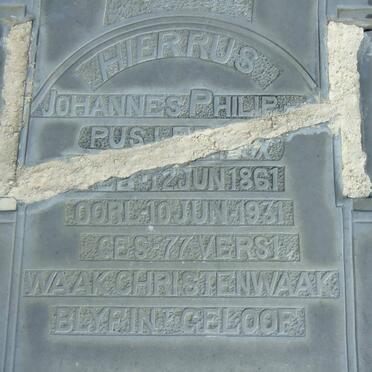 HIER RUS
JOHANNES PHILIP
RUST
12 JUN 1861
OORL 10 JUN 1931
GES 77 VERS 1
WAAK CHRISTEN WAAK
BLY IN T GELOOF